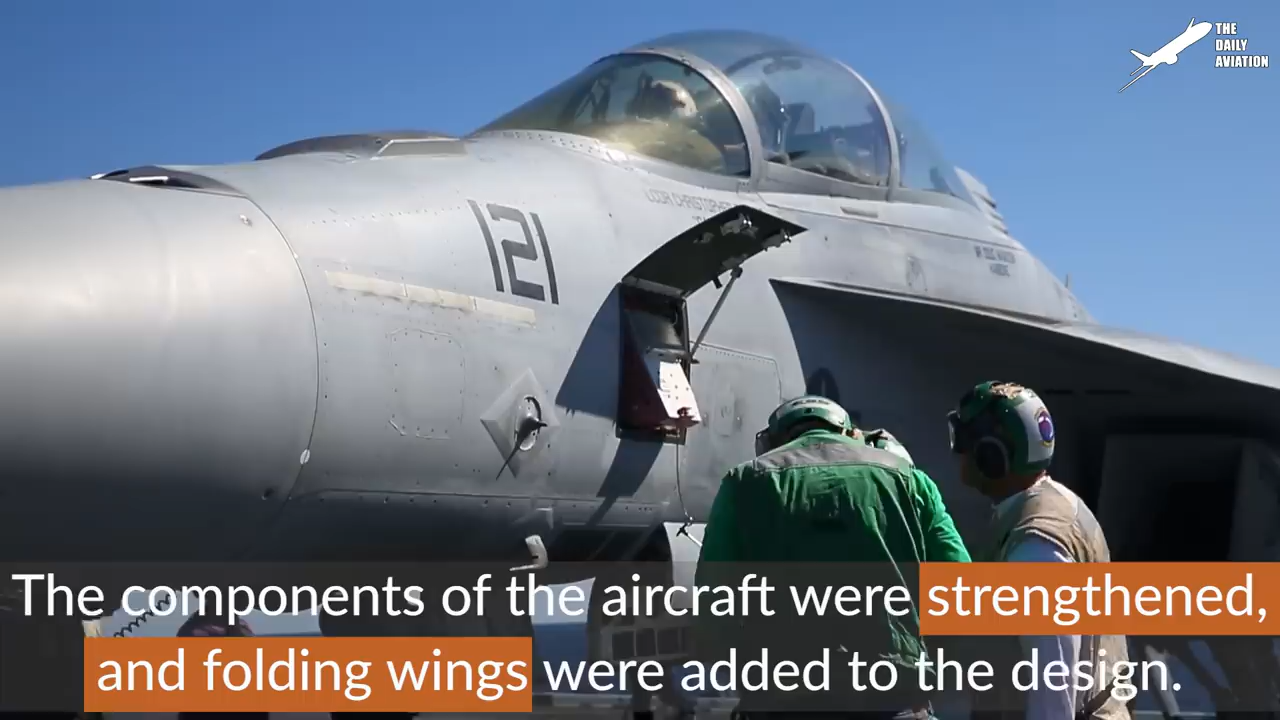 THE
DAILY
AVIATION
121
The components of the aircraft were strengthened,
and folding wings were added to the design.